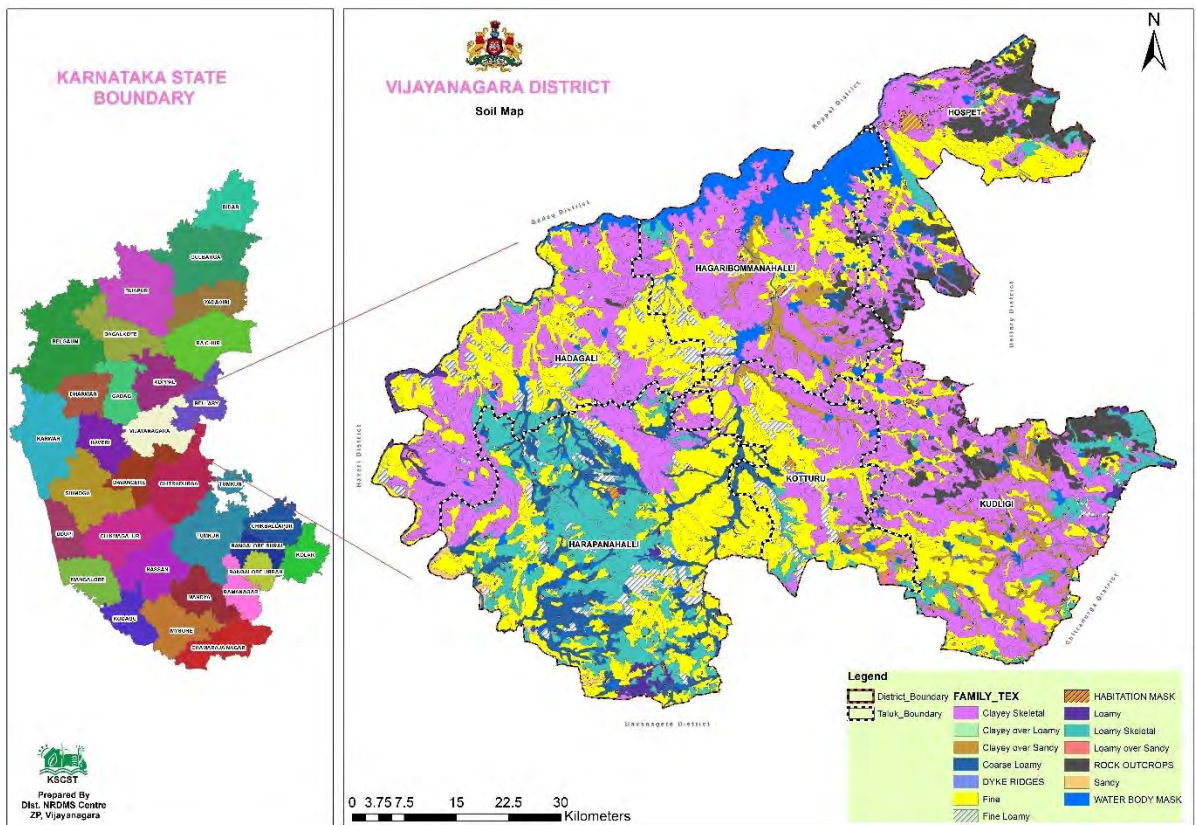 KARNATAKA STATE
BOUNDARY
BIDAR
GULBARGA
YADAGIRI
BAGALKOTE
BELGAUM
RAICHUR
KOPPAL
GADAG
DHARWAR
BELLARY
VIJAYANAGARA
HAVERI
KARWAR
DAVANGERE
CHITRADURGA
SHIMOGA
TUMKUR
CHIKBALLAPUR
UDUPI
CHIKMAGALUR
TUMKUR
BANGALORE RURAL
KOLAR
HASSAN
BANGALORE URBAN
MANGALORE
RAMANAGAR
MANDYA
KODAGU
MYSORE
CHAMARAJANAGAR
KSCST
Prepared By
Dist. NRDMS Centre
ZP, Vijayanagara
VIJAYANAGARA DISTRICT
Soil Map
N
Koppal District
HOSPET
Gadag District
HAGARIBOMMANAHALLI
Bellary District
HADAGALI
Haveri District
KOTTURU
KUDLIGI
HARAPANAHALLI
Chitradurga District
Davanagere District
0 3.75 7.5 15 22.5 30
Kilometers
Legend
District_Boundary
Taluk_Boundary
FAMILY_TEX
Clayey Skeletal
Clayey over Loamy
Clayey over Sandy
Coarse Loamy
DYKE RIDGES
Fine
Fine Loamy
HABITATION MASK
Loamy
Loamy Skeletal
Loamy over Sandy
ROCK OUTCROPS
Sandy
WATER BODY MASK